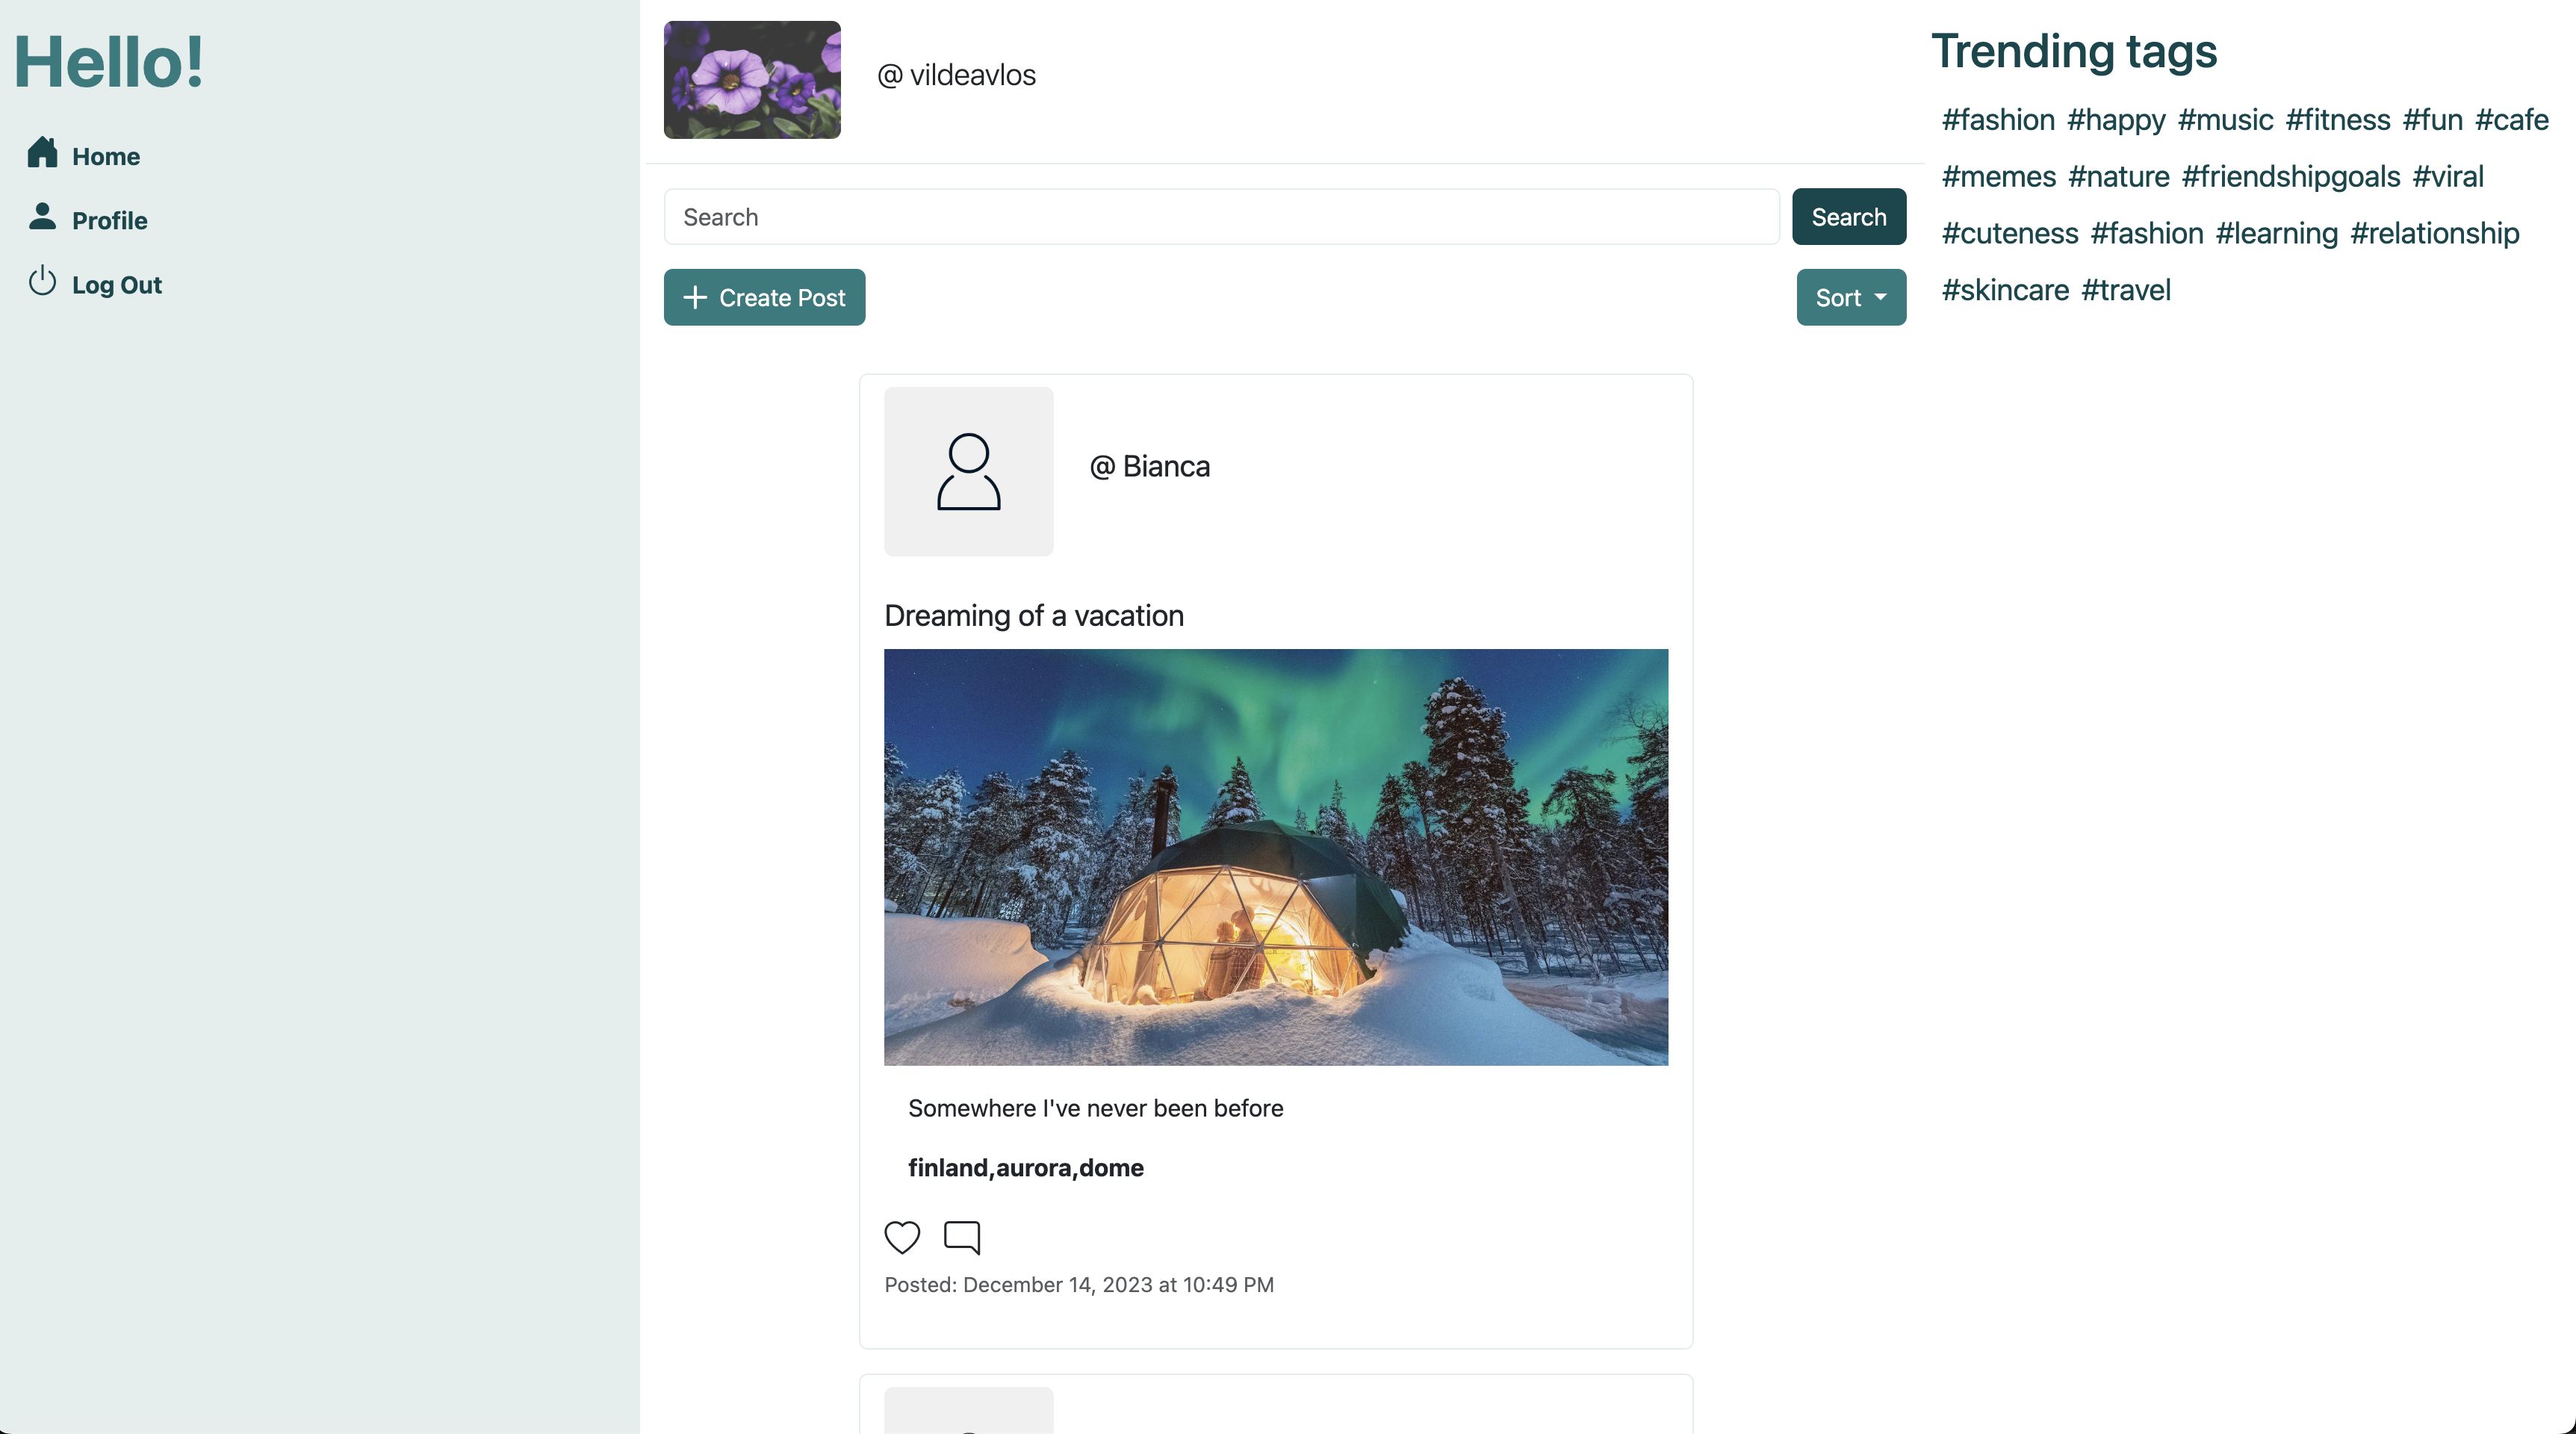 Hello!
Home
Profile
Log Out
@ vildeavlos
Search
Search
Create Post
Sort
@ Bianca
Dreaming of a vacation
Somewhere I've never been before
finland,aurora,dome
Posted: December 14, 2023 at 10:49 PM
Trending tags
#fashion #happy #music #fitness #fun #cafe
#memes #nature #friendshipgoals #viral
#cuteness #fashion #learning #relationship
#skincare #travel